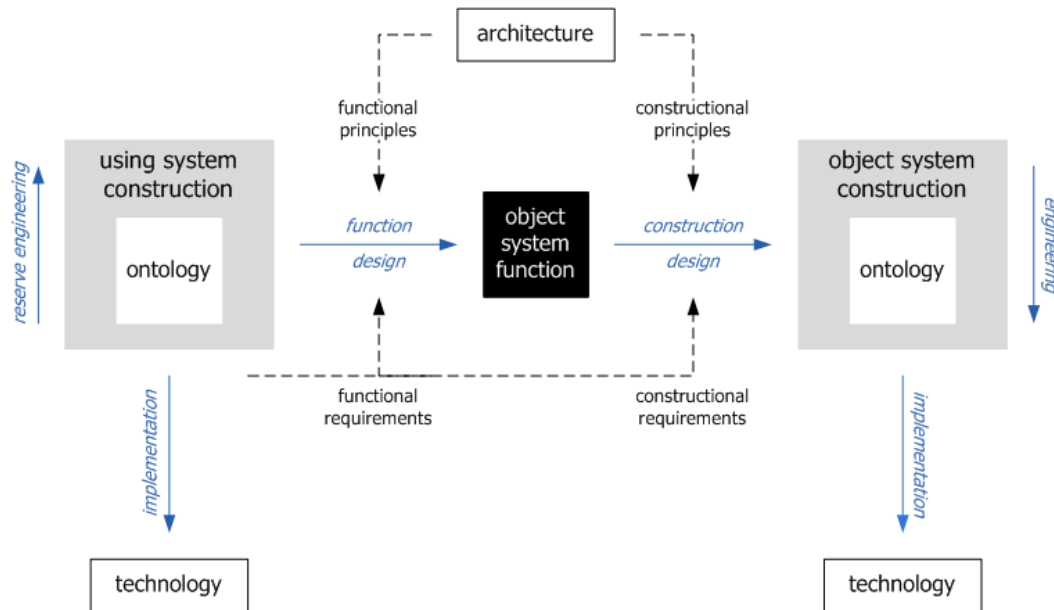 architecture
functional
principles
constructional
principles
using system
construction
ontology
reserve engineering
function
design
object
system
function
construction
design
object system
construction
ontology
engineering
functional
requirements
constructional
requirements
implementation
implementation
technology
technology